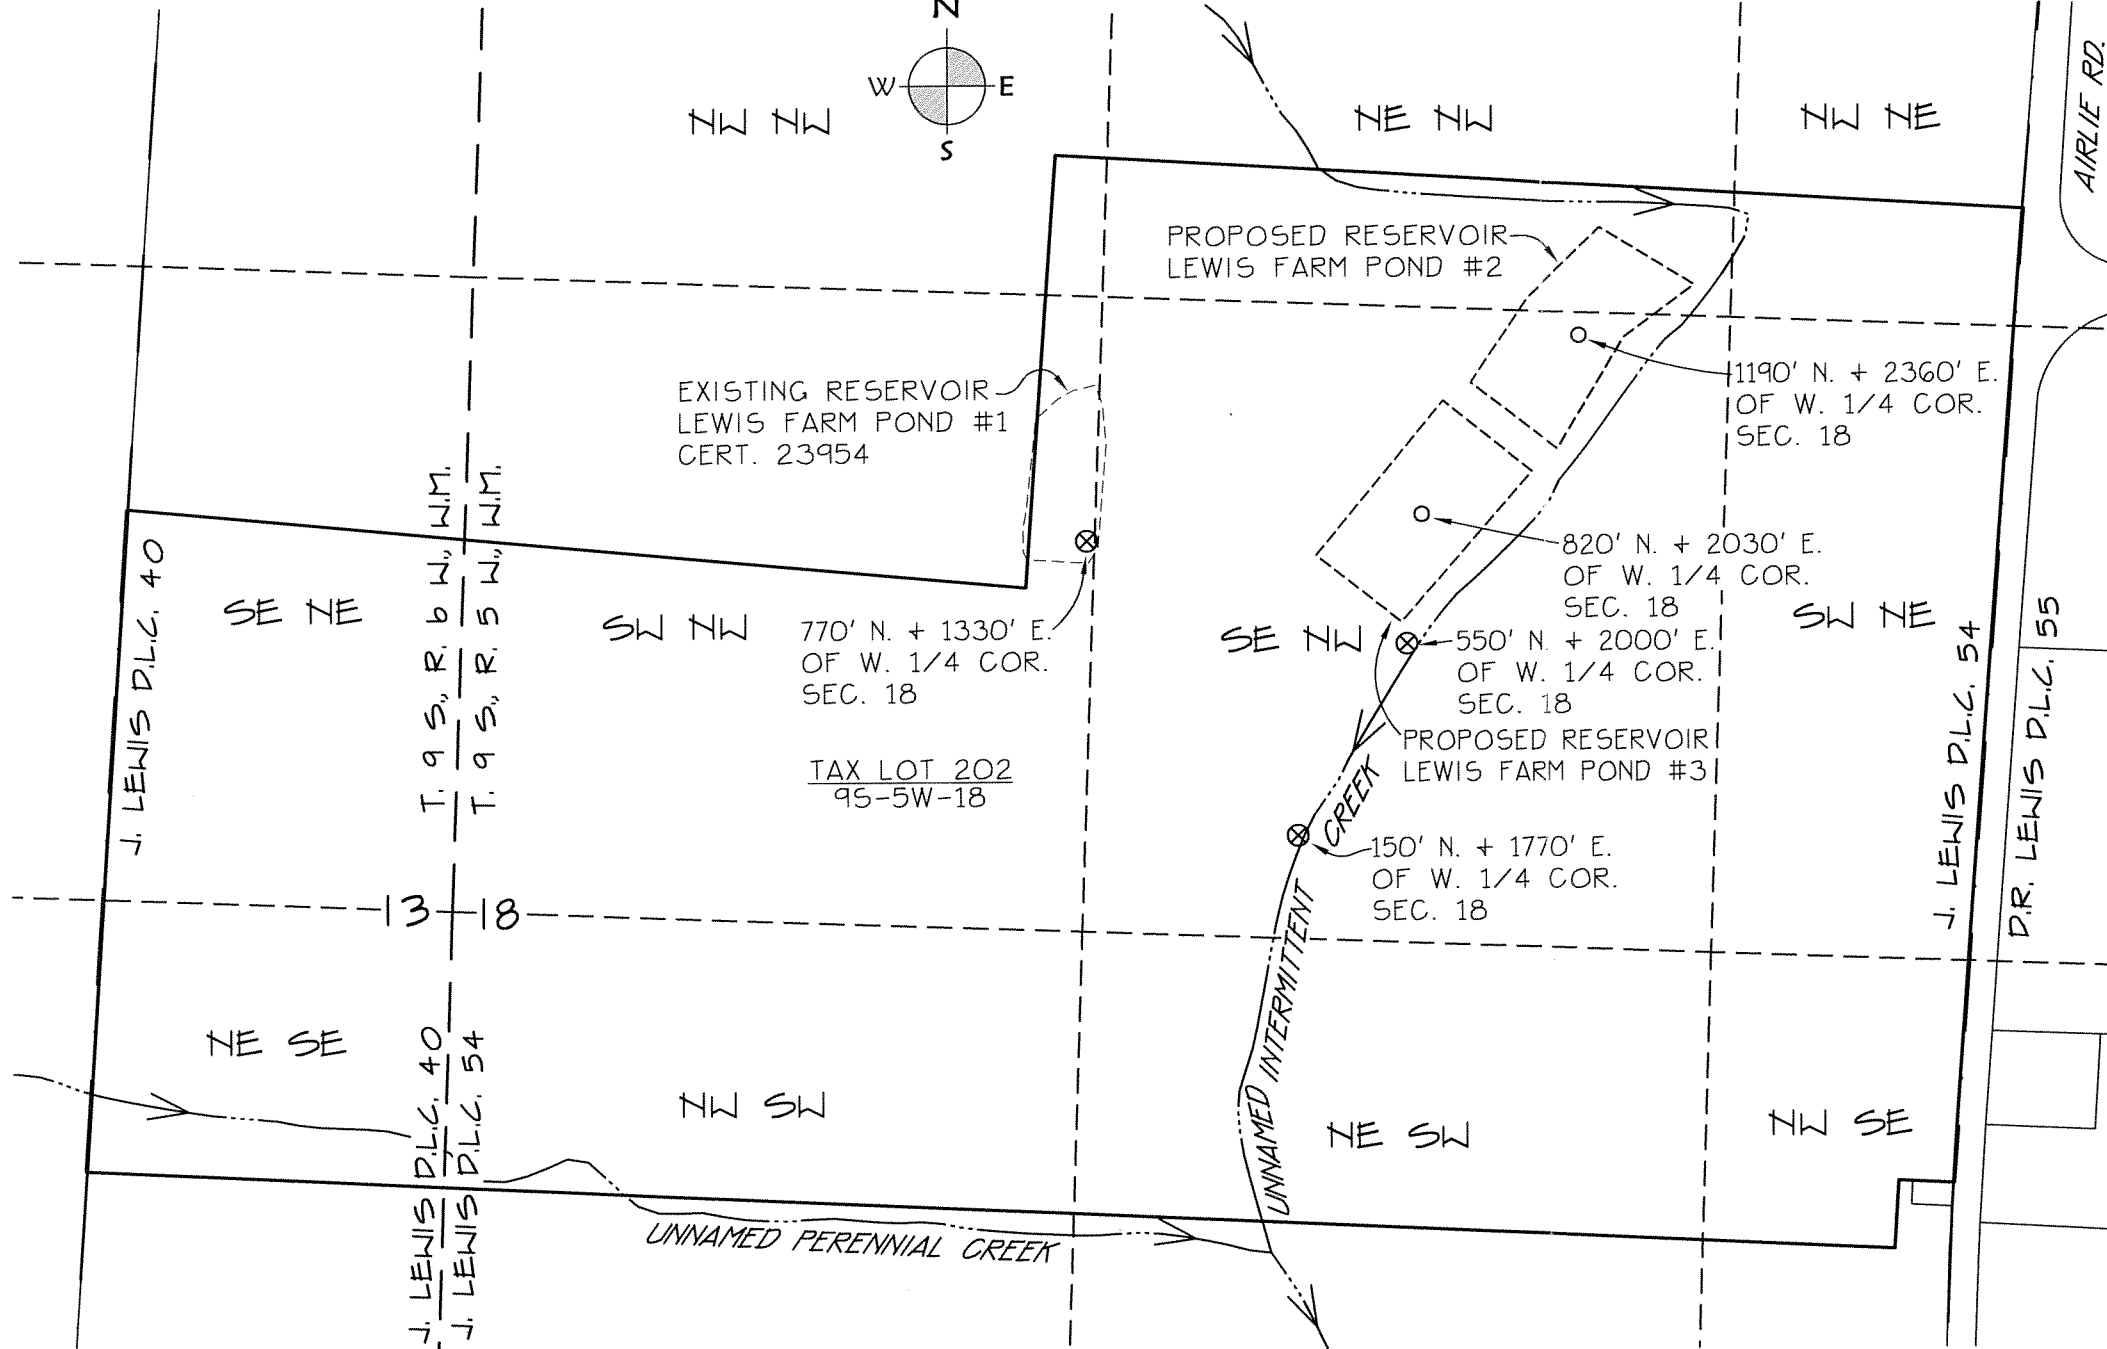 N
W E
S
NW NW
NE NW
NW NE
AIRLIE RD.
PROPOSED RESERVOIR
LEWIS FARM POND #2
EXISTING RESERVOIR
LEWIS FARM POND #1
CERT. 23954
1190' N. + 2360' E.
OF W. 1/4 COR.
SEC. 18
820' N. + 2030' E.
OF W. 1/4 COR.
SEC. 18
J. LEWIS D.L.C. 40
SE NE
T. 9 S., R. 6 W., W.M.
T. 9 S., R. 5 W., W.M.
SW NW
770' N. + 1330' E.
OF W. 1/4 COR.
SEC. 18
SE NW
550' N. + 2000' E.
OF W. 1/4 COR.
SEC. 18
SW NE
J. LEWIS D.L.C. 54
D.R. LEWIS D.L.C. 55
PROPOSED RESERVOIR
LEWIS FARM POND #3
TAX LOT 202
9S-5W-18
150' N. + 1770' E.
OF W. 1/4 COR.
SEC. 18
13 18
UNNAMED INTERMITTENT CREEK
NE SE
J. LEWIS D.L.C. 40
J. LEWIS D.L.C. 54
NW SW
NE SW
NW SE
UNNAMED PERENNIAL CREEK